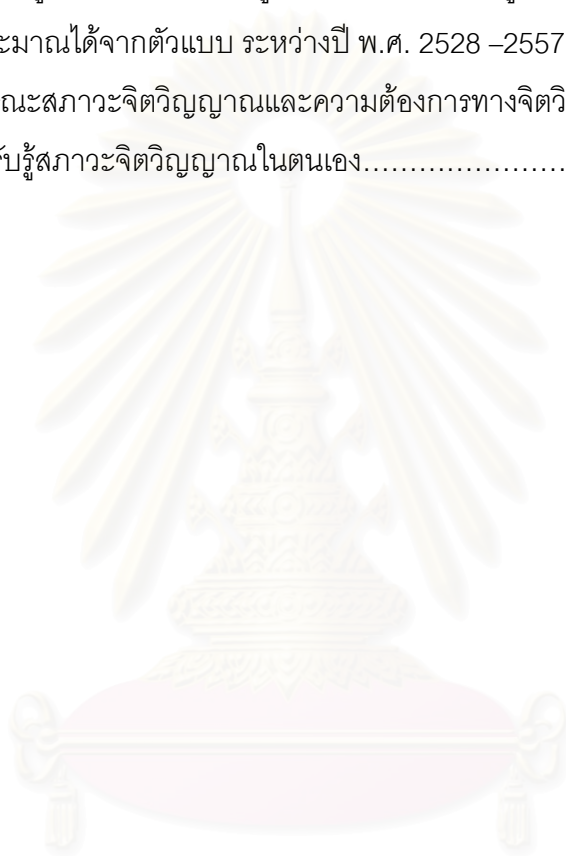 ะมาณได้จากตัวแบบ ระหว่างปี พ.ศ. 2528 –2557
ณะสภาวะจิตวิญญาณและความต้องการทางจิตวิ
ับรู้สภาวะจิตวิญญาณในตนเอง......................